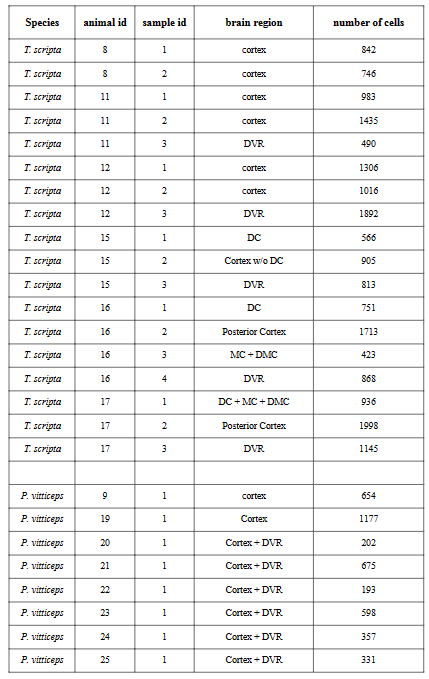 Species animal id sample id brain region number of cells
T. scripta 8 1 cortex 842
T. scripta 8 2 cortex 746
T. scripta 11 1 cortex 983
T. scripta 11 2 cortex 1435
T. scripta 11 3 DVR 490
T. scripta 12 1 cortex 1306
T. scripta 12 2 cortex 1016
T. scripta 12 3 DVR 1892
T. scripta 15 1 DC 566
T. scripta 15 2 Cortex w/o DC 905
T. scripta 15 3 DVR 813
T. scripta 16 1 DC 751
T. scripta 16 2 Posterior Cortex 1713
T. scripta 16 3 MC + DMC 423
T. scripta 16 4 DVR 868
T. scripta 17 1 DC + MC + DMC 936
T. scripta 17 2 Posterior Cortex 1998
T. scripta 17 3 DVR 1145
P. vitticeps 9 1 cortex 654
P. vitticeps 19 1 Cortex 1177
P. vitticeps 20 1 Cortex + DVR 202
P. vitticeps 21 1 Cortex + DVR 675
P. vitticeps 22 1 Cortex + DVR 193
P. vitticeps 23 1 Cortex + DVR 598
P. vitticeps 24 1 Cortex + DVR 357
P. vitticeps 25 1 Cortex + DVR 331